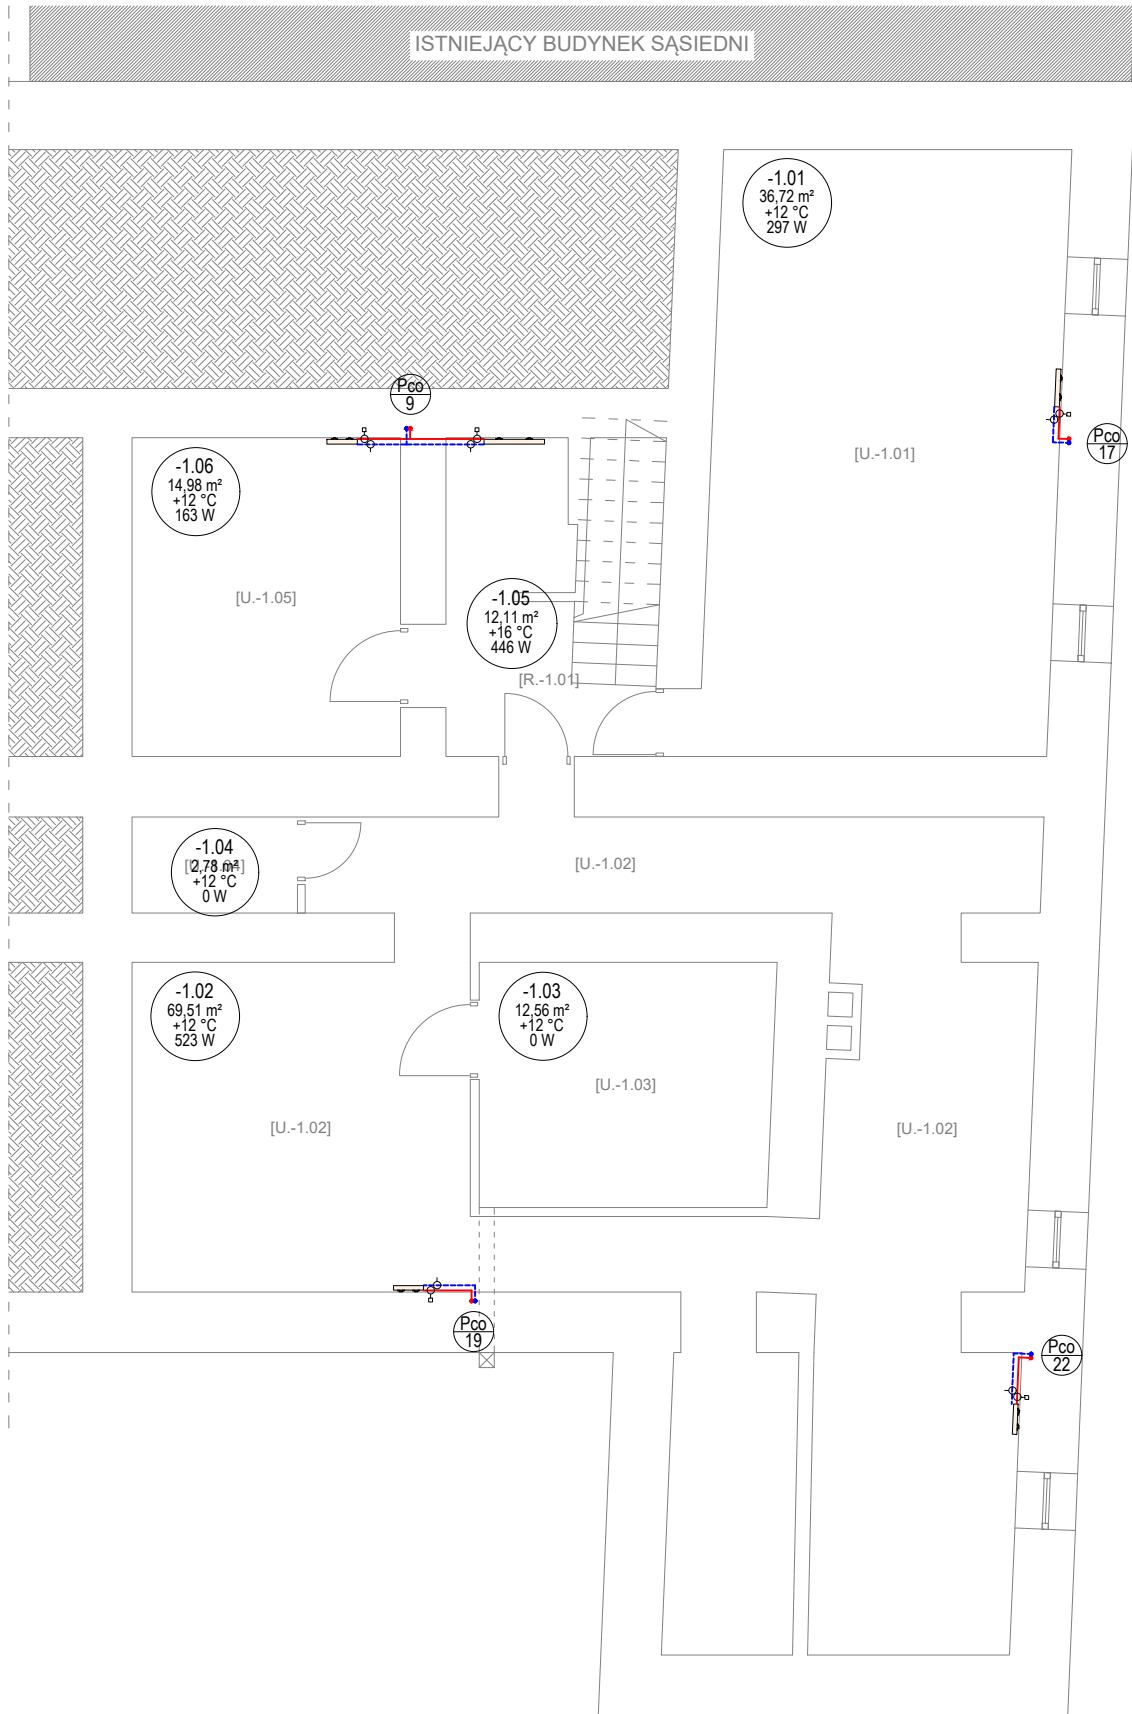 ISTNIEJĄCY BUDYNEK SĄSIEDNI
-1.01
36,72 m²
+12 °C
297 W
Pco
9
Pco
17
[U.-1.01]
-1.06
14,98 m²
+12 °C
163 W
[U.-1.05]
-1.05
12,11 m²
+16 °C
446 W
[R.-1.01]
-1.04
2,78 m²
+12 °C
0 W
[U.-1.02]
-1.02
69,51 m²
+12 °C
523 W
-1.03
12,56 m²
+12 °C
0 W
[U.-1.03]
[U.-1.02]
[U.-1.02]
Pco
19
Pco
22